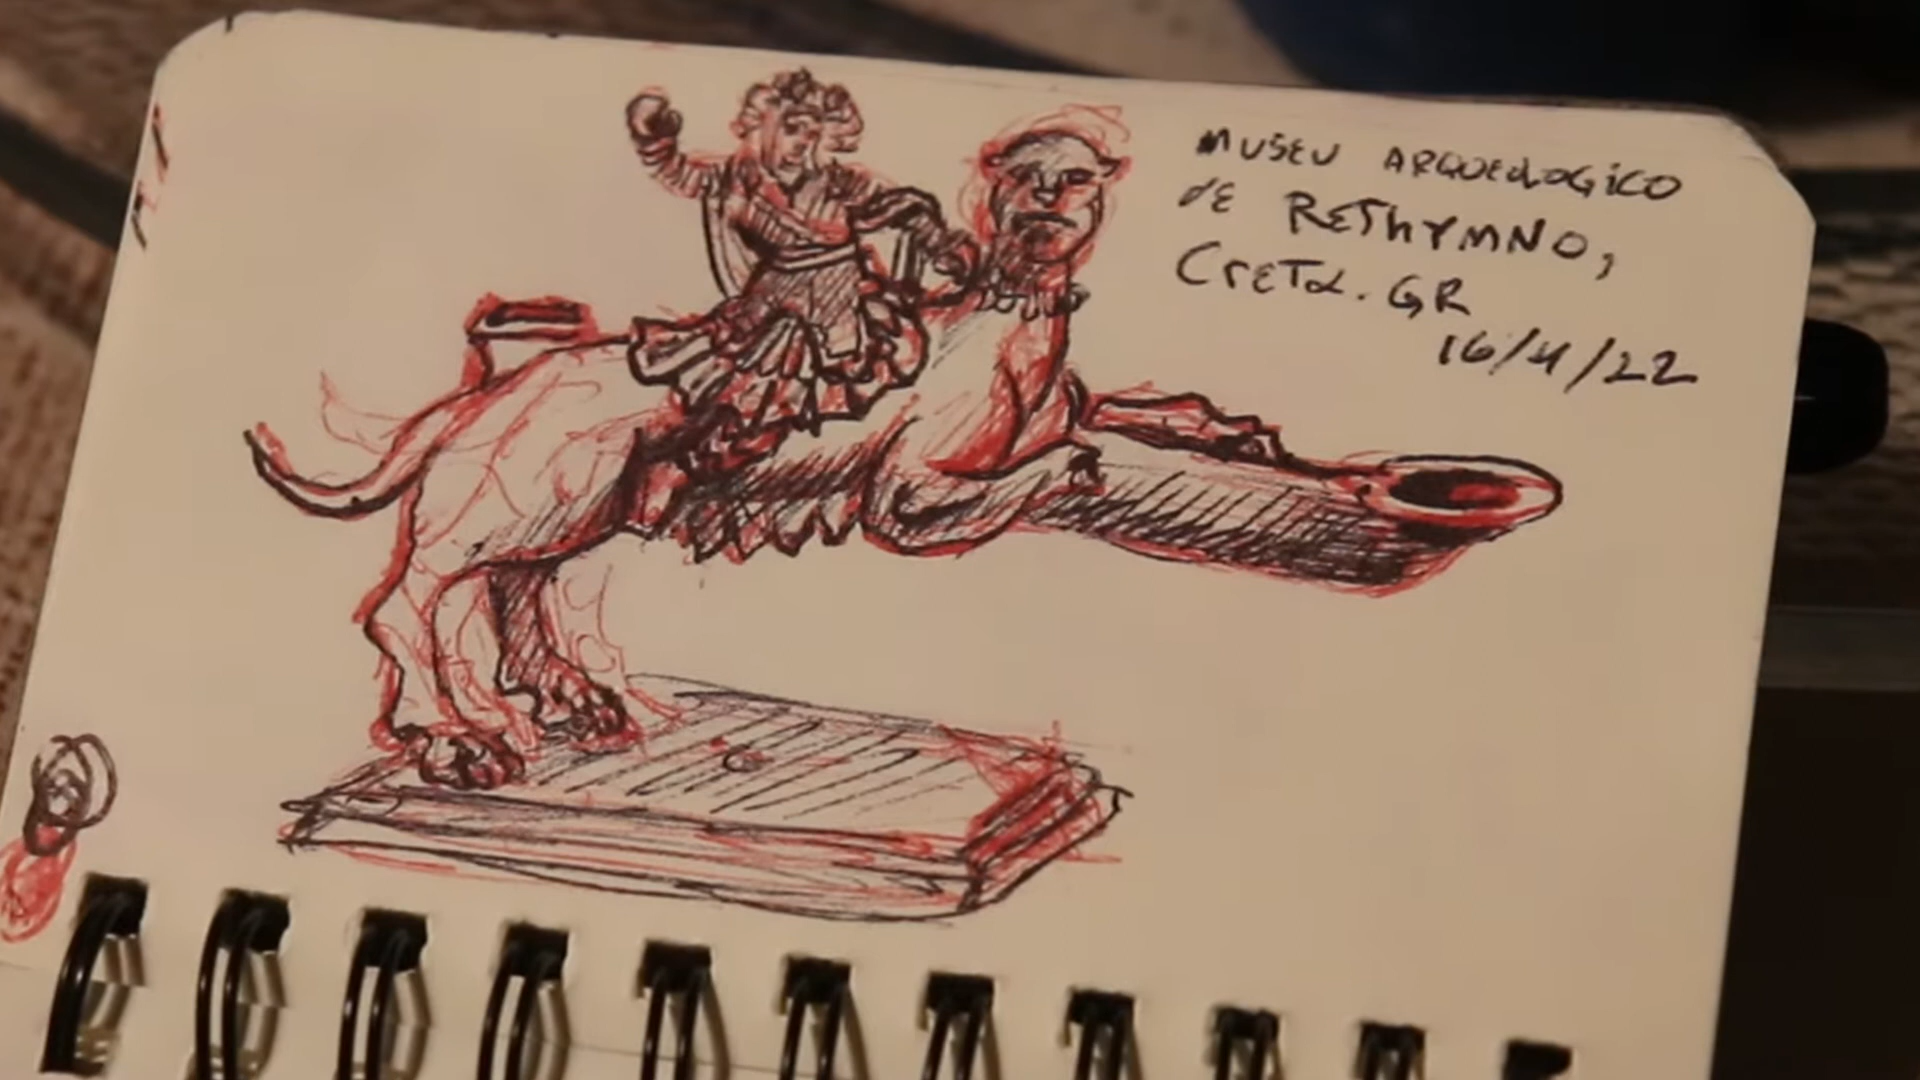 MUSEU ARQUEOLOGICO
DE REThYMNO,
CreTa. GR
16/4/22